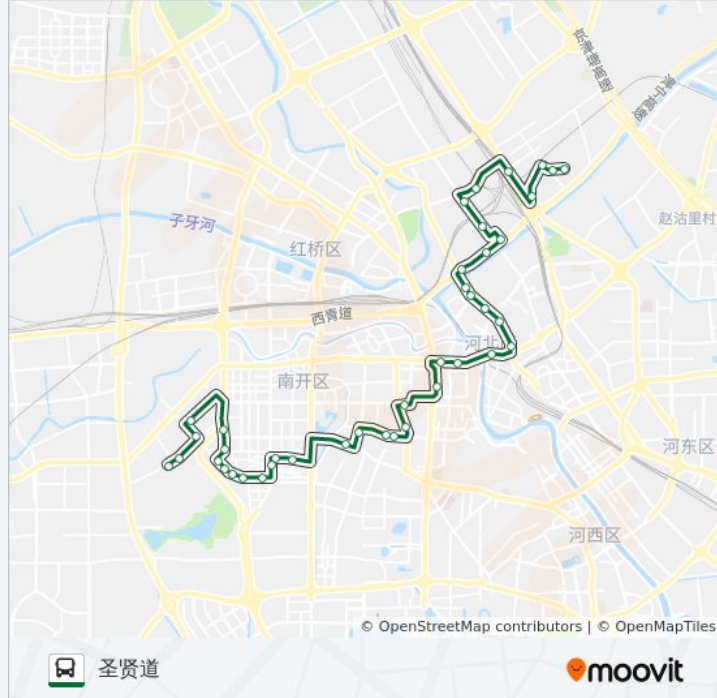 京津塘高速
津宁高速
赵沽里村
子牙河
红桥区
西青道
河北
南开区
河东区
河西区
© OpenStreetMap contributors | © OpenMapTiles
圣贤道
moovit